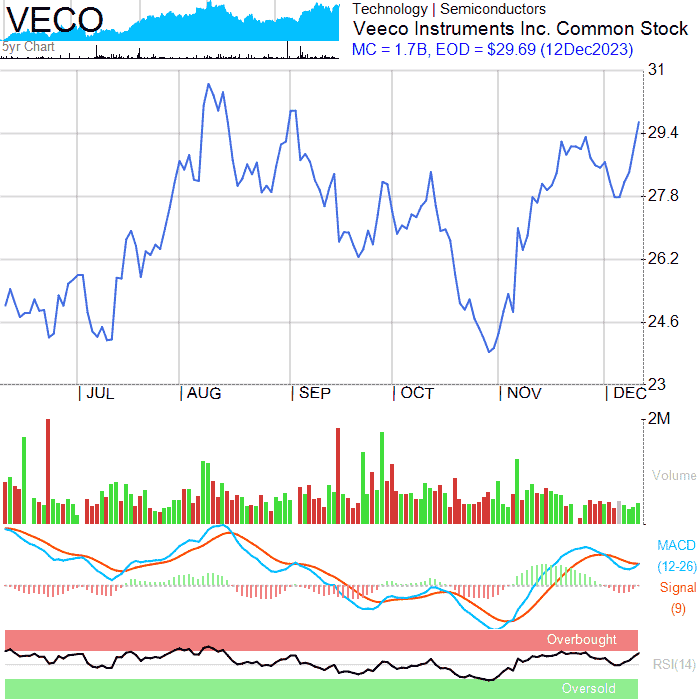 VECO
5yr Chart
Technology | Semiconductors
Veeco Instruments Inc. Common Stock
MC = 1.7B, EOD = $29.69 (12Dec2023)
31
29.4
27.8
26.2
24.6
23
| JUL | AUG | SEP | OCT | NOV | DEC
2M
Volume
MACD
(12-26)
Signal
(9)
Overbought
RSI(14)
Oversold